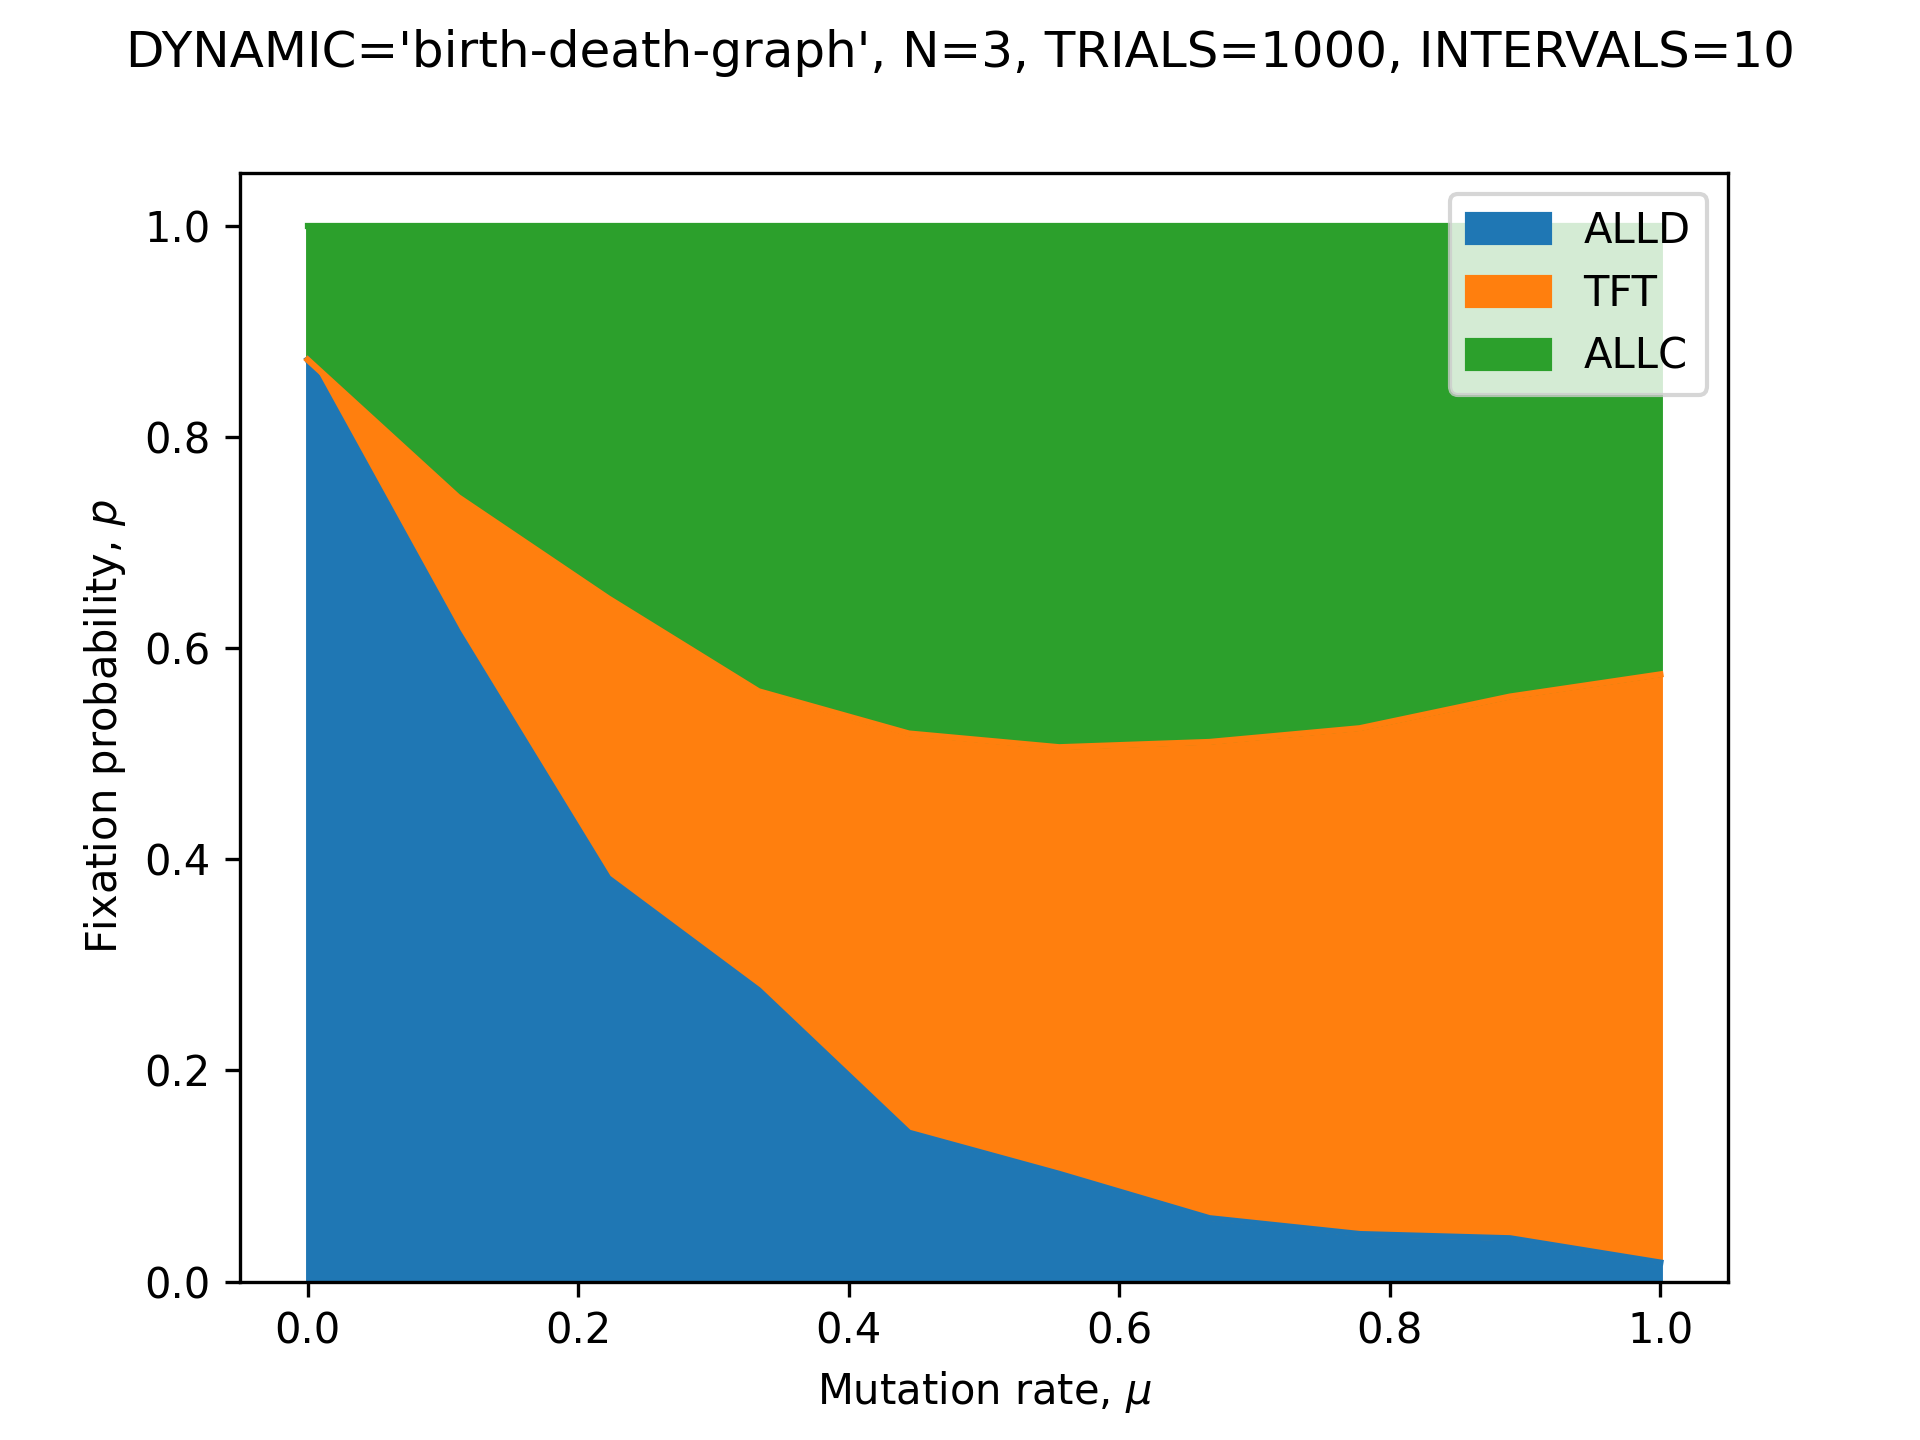 DYNAMIC='birth-death-graph', N=3, TRIALS=1000, INTERVALS=10
ALLD
TFT
ALLC
1.0
0.8
0.6
0.4
0.2
0.0
Fixation probability, p
0.0 0.2 0.4 0.6 0.8 1.0
Mutation rate, μ